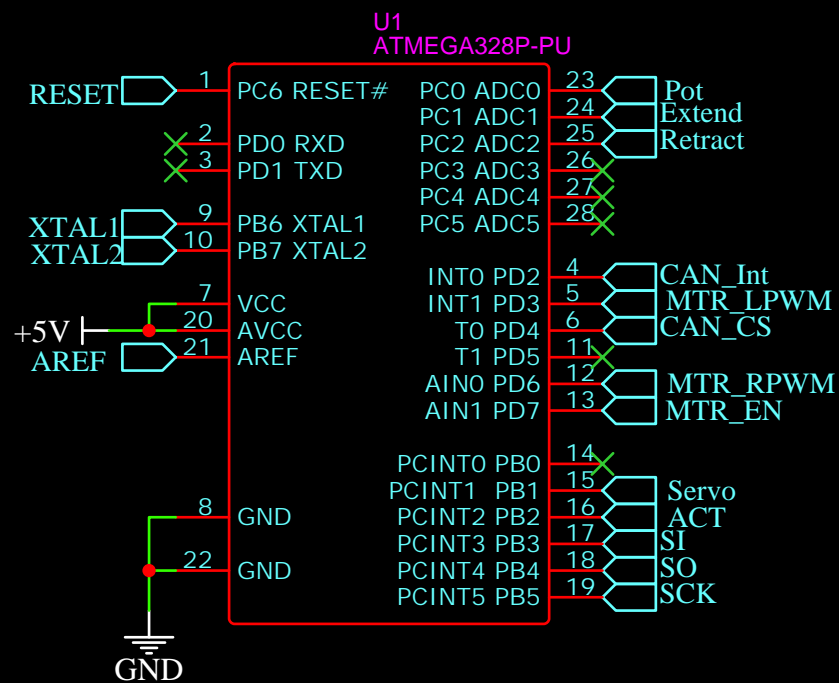 U1
ATMEGA328P-PU
RESET 1 PC6 RESET# PC0 ADC0 23 Pot
PC1 ADC1 24 Extend
2 PD0 RXD PC2 ADC2 25 Retract
3 PD1 TXD PC3 ADC3 26
PC4 ADC4 27
XTAL1 9 PB6 XTAL1 PC5 ADC5 28
XTAL2 10 PB7 XTAL2
INT0 PD2 4 CAN_Int
7 VCC INT1 PD3 5 MTR_LPWM
+5V 20 AVCC T0 PD4 6 CAN_CS
AREF 21 AREF T1 PD5 11
AIN0 PD6 12 MTR_RPWM
AIN1 PD7 13 MTR_EN
PCINT0 PB0 14
PCINT1 PB1 15 Servo
8 GND PCINT2 PB2 16 ACT
PCINT3 PB3 17 SI
22 GND PCINT4 PB4 18 SO
PCINT5 PB5 19 SCK
GND